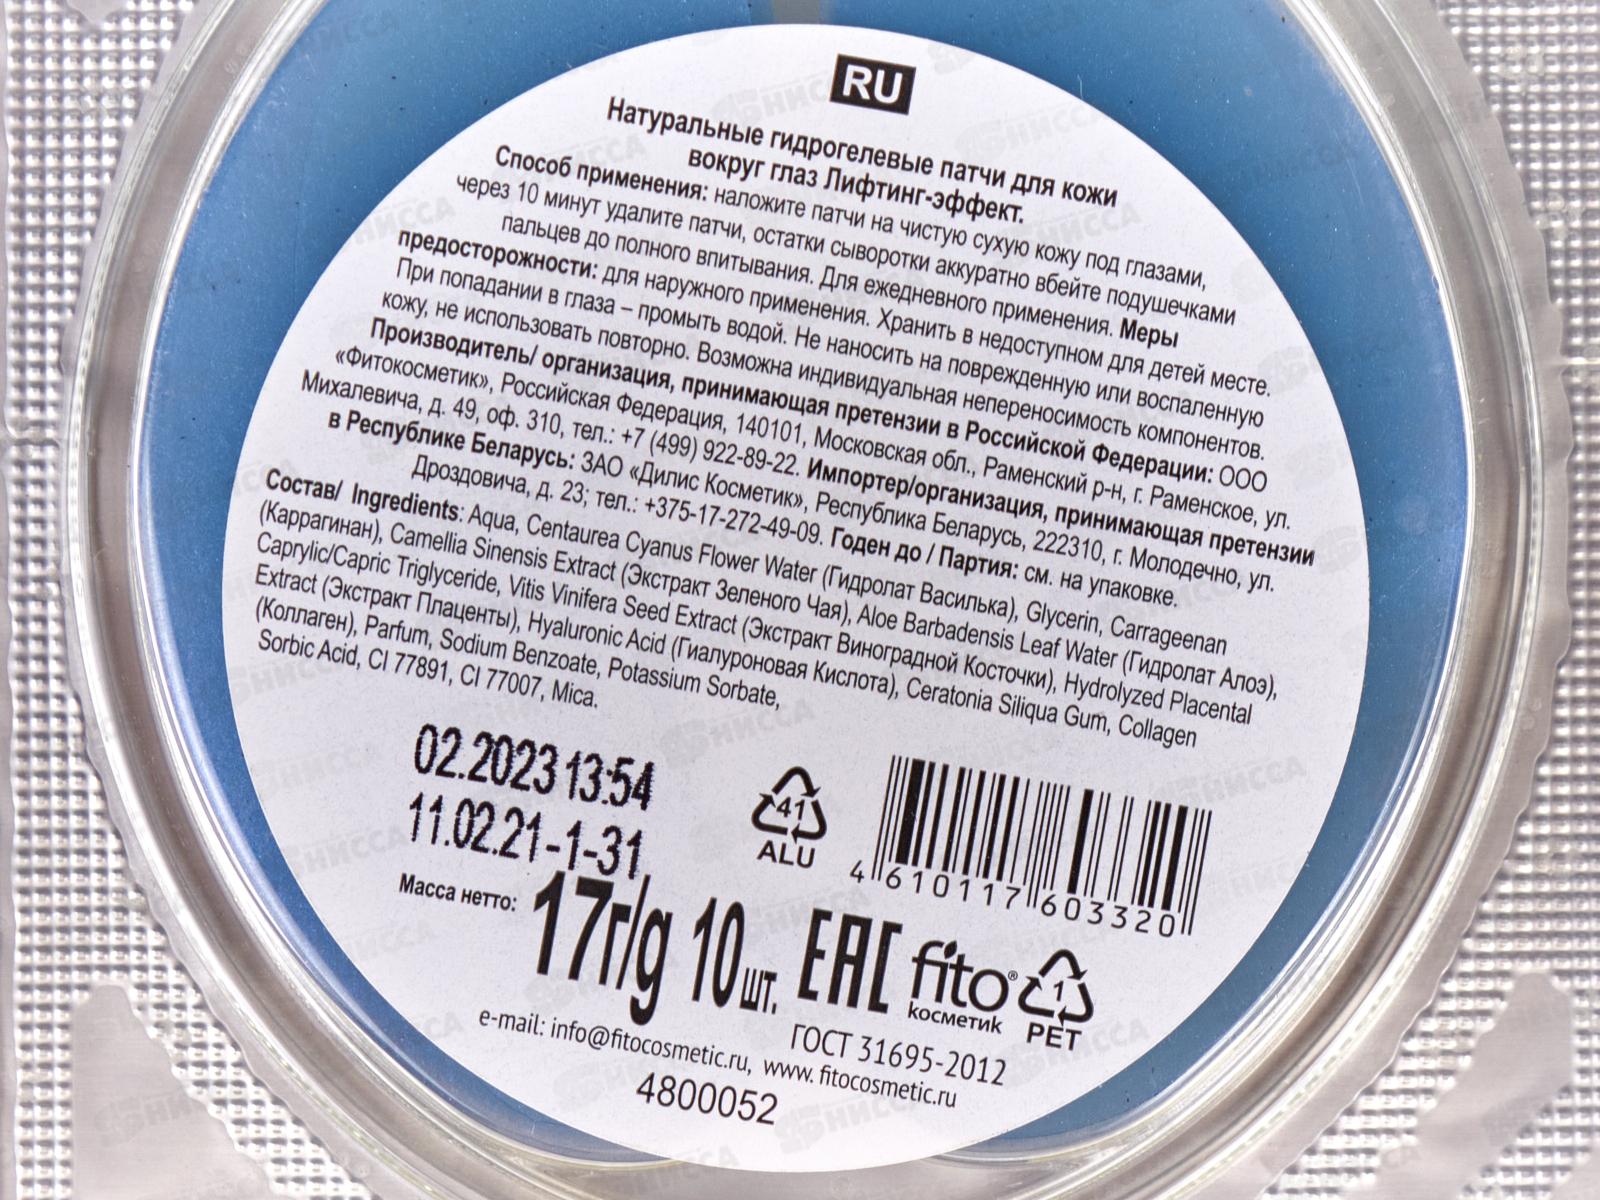 RU
Натуральные гидрогелевые патчи для кожи
вокруг глаз Лифтинг-эффект.
Способ применения: наложите патчи на чистую сухую кожу под глазами,
через 10 минут удалите патчи, остатки сыворотки аккуратно вбейте подушечками
пальцев до полного впитывания. Для ежедневного применения. Меры
предосторожности: для наружного применения. Хранить в недоступном для детей месте.
При попадании в глаза – промыть водой. Не наносить на поврежденную или воспаленную
кожу, не использовать повторно. Возможна индивидуальная непереносимость компонентов.
Производитель/ организация, принимающая претензии в Российской Федерации: ООО
«Фитокосметик», Российская Федерация, 140101, Московская обл., Раменский р-н, г. Раменское, ул.
Михалевича, д. 49, оф. 310, тел.: +7 (499) 922-89-22. Импортер/организация, принимающая претензии
в Республике Беларусь: ЗАО «Дилис Косметик», Республика Беларусь, 222310, г. Молодечно, ул.
Дроздовича, д. 23; тел.: +375-17-272-49-09. Годен до / Партия: см. на упаковке.
Состав/ Ingredients: Aqua, Centaurea Cyanus Flower Water (Гидролат Василька), Glycerin, Carrageenan
(Каррагинан), Camellia Sinensis Extract (Экстракт Зеленого Чая), Aloe Barbadensis Leaf Water (Гидролат Алоэ),
Caprylic/Capric Triglyceride, Vitis Vinifera Seed Extract (Экстракт Виноградной Косточки), Hydrolyzed Placental
Extract (Экстракт Плаценты), Hyaluronic Acid (Гиалуроновая Кислота), Ceratonia Siliqua Gum, Collagen
(Коллаген), Parfum, Sodium Benzoate, Potassium Sorbate,
Sorbic Acid, CI 77891, CI 77007, Mica.
02.2023 13:54
11.02.21-1-31
41
ALU
4 610117 603320
Масса нетто: 17г/g 10шт.
EAC
fito®
косметик
1
PET
ГОСТ 31695-2012
e-mail: info@fitocosmetic.ru, www. fitocosmetic.ru
4800052